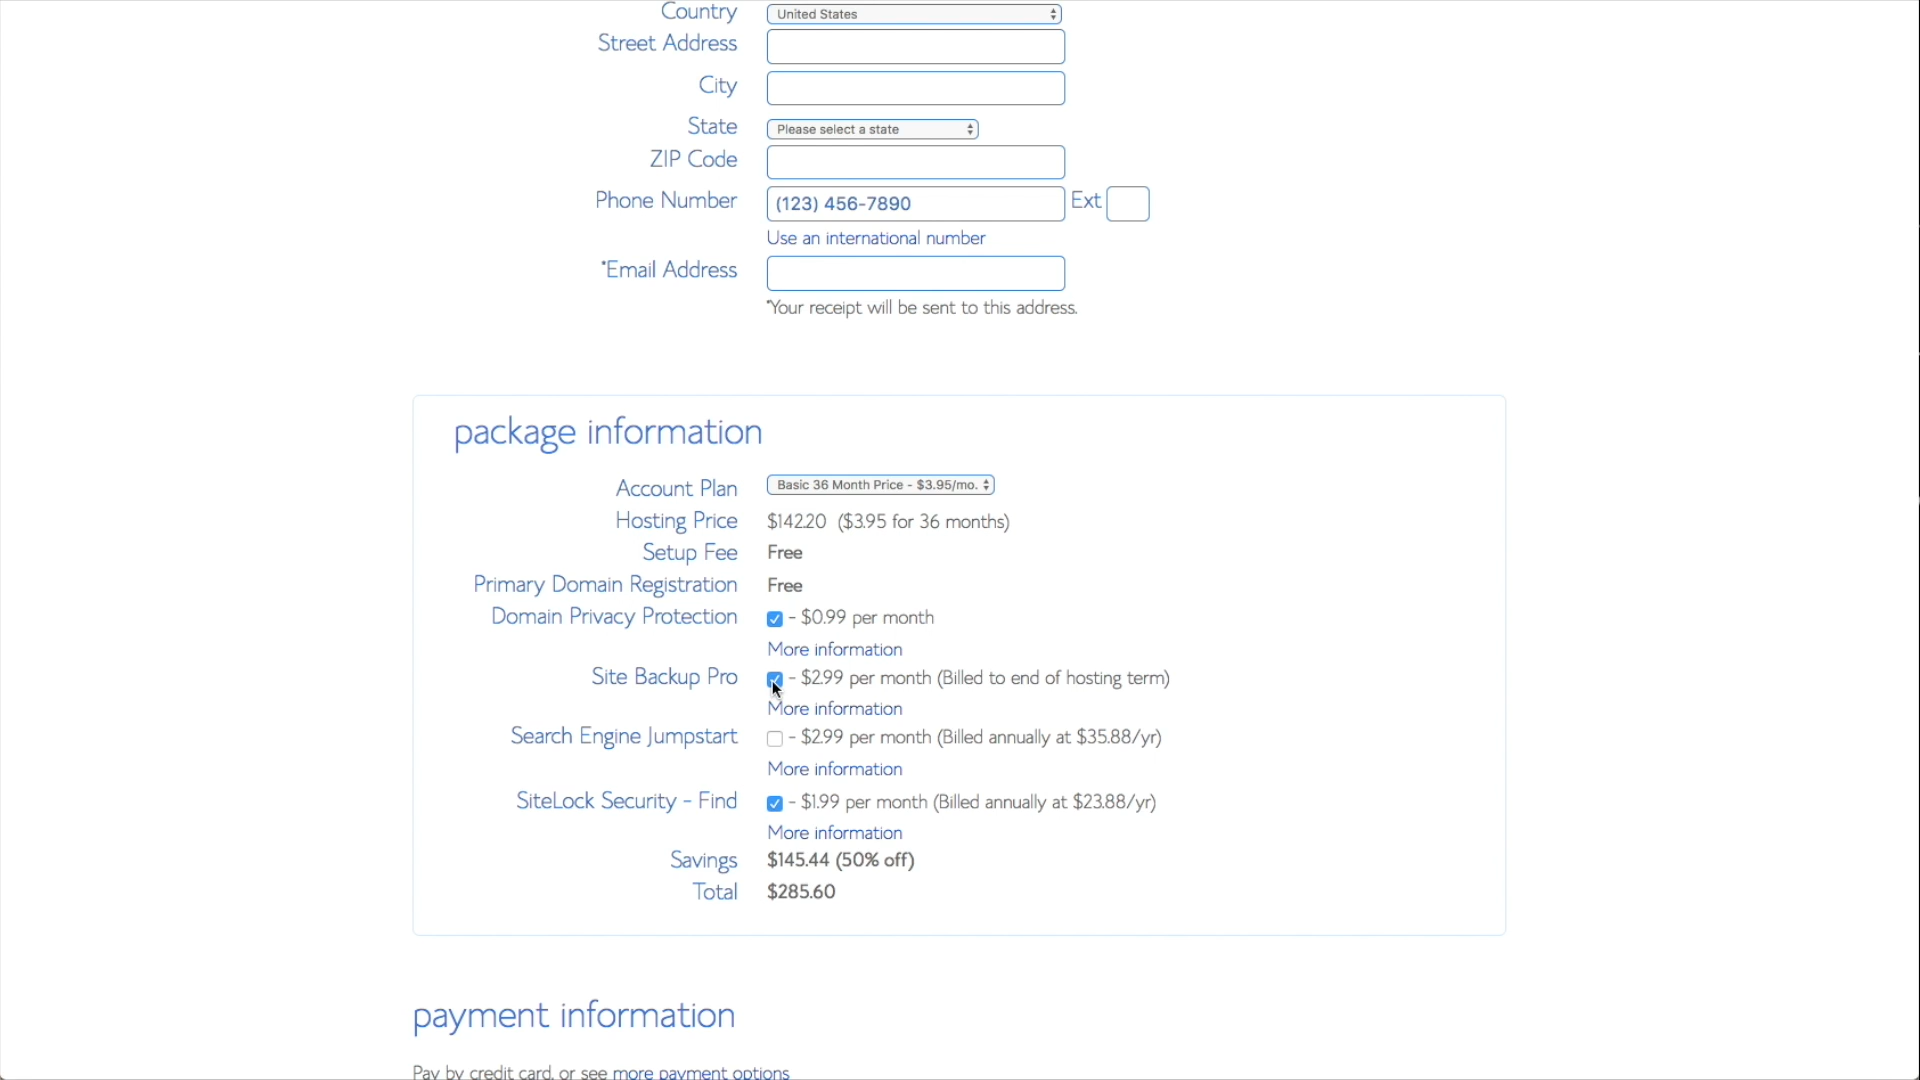 Country United States
Street Address
City
State Please select a state
ZIP Code
Phone Number (123) 456-7890 Ext
Use an international number
*Email Address
*Your receipt will be sent to this address.
package information
Account Plan Basic 36 Month Price - $3.95/mo.
Hosting Price $142.20 ($3.95 for 36 months)
Setup Fee Free
Primary Domain Registration Free
Domain Privacy Protection - $0.99 per month
More information
Site Backup Pro - $2.99 per month (Billed to end of hosting term)
More information
Search Engine Jumpstart - $2.99 per month (Billed annually at $35.88/yr)
More information
SiteLock Security - Find - $1.99 per month (Billed annually at $23.88/yr)
More information
Savings $145.44 (50% off)
Total $285.60
payment information
Pay by credit card, or see more payment options